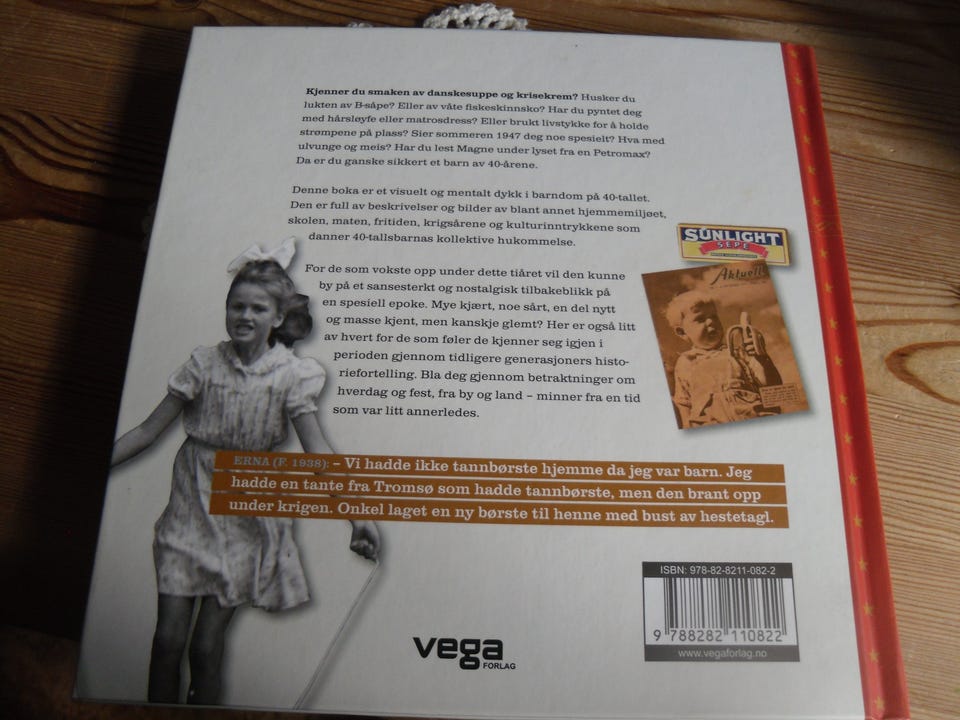 Kjenner du smaken av danskesuppe og krisekrem? Husker du
lukten av B-såpe? Eller av våte fiskeskinnsko? Har du pyntet deg
med hårsløyfe eller matrosdress? Eller brukt livstykke for å holde
strømpene på plass? Sier sommeren 1947 deg noe spesielt? Hva med
ulvunge og meis? Har du lest Magne under lyset fra en Petromax?
Da er du ganske sikkert et barn av 40-årene.
Denne boka er et visuelt og mentalt dykk i barndom på 40-tallet.
Den er full av beskrivelser og bilder av blant annet hjemmemiljøet,
skolen, maten, fritiden, krigsårene og kulturinntrykkene som
danner 40-tallsbarnas kollektive hukommelse.
SUNLIGHT
SEPE
Aktuell
For de som vokste opp under dette tiåret vil den kunne
by på et sansesterkt og nostalgisk tilbakeblikk på
en spesiell epoke. Mye kjært, noe sårt, en del nytt
og masse kjent, men kanskje glemt? Her er også litt
av hvert for de som føler de kjenner seg igjen i
perioden gjennom tidligere generasjoners histo-
riefortelling. Bla deg gjennom betraktninger om
hverdag og fest, fra by og land – minner fra en tid
som var litt annerledes.
ERNA (F. 1938): – Vi hadde ikke tannbørste hjemme da jeg var barn. Jeg
hadde en tante fra Tromsø som hadde tannbørste, men den brant opp
under krigen. Onkel laget en ny børste til henne med bust av hestetagl.
ISBN: 978-82-8211-082-2
9 788282 110822
www.vegaforlag.no
vega
FORLAG